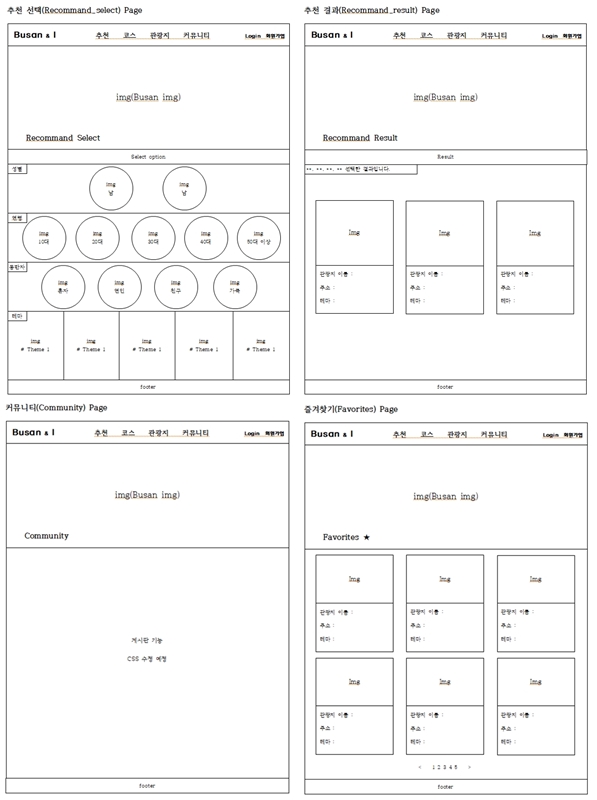 추천 선택(Recommand_select) Page
Busan & I 추천 코스 관광지 커뮤니티 Login 회원가입
img(Busan img)
Recommand Select
Select option
성별
img img
남 남
연령
img img img img img
10대 20대 30대 40대 50대 이상
동반자
img img img img
혼자 연인 친구 가족
테마
img img img img img
# Theme 1 # Theme 1 # Theme 1 # Theme 1 # Theme 1
footer
추천 결과(Recommand_result) Page
Busan & I 추천 코스 관광지 커뮤니티 Login 회원가입
img(Busan img)
Recommand Result
Result
**, **, **, ** 선택한 결과입니다.
Img Img Img
관광지 이름 : 관광지 이름 : 관광지 이름 :
주소 : 주소 : 주소 :
테마 : 테마 : 테마 :
footer
커뮤니티(Community) Page
Busan & I 추천 코스 관광지 커뮤니티 Login 회원가입
img(Busan img)
Community
게시판 기능
CSS 수정 예정
footer
즐겨찾기(Favorites) Page
Busan & I 추천 코스 관광지 커뮤니티 Login 회원가입
img(Busan img)
Favorites ★
Img Img Img
관광지 이름 : 관광지 이름 : 관광지 이름 :
주소 : 주소 : 주소 :
테마 : 테마 : 테마 :
Img Img Img
관광지 이름 : 관광지 이름 : 관광지 이름 :
주소 : 주소 : 주소 :
테마 : 테마 : 테마 :
< 1 2 3 4 5 >
footer